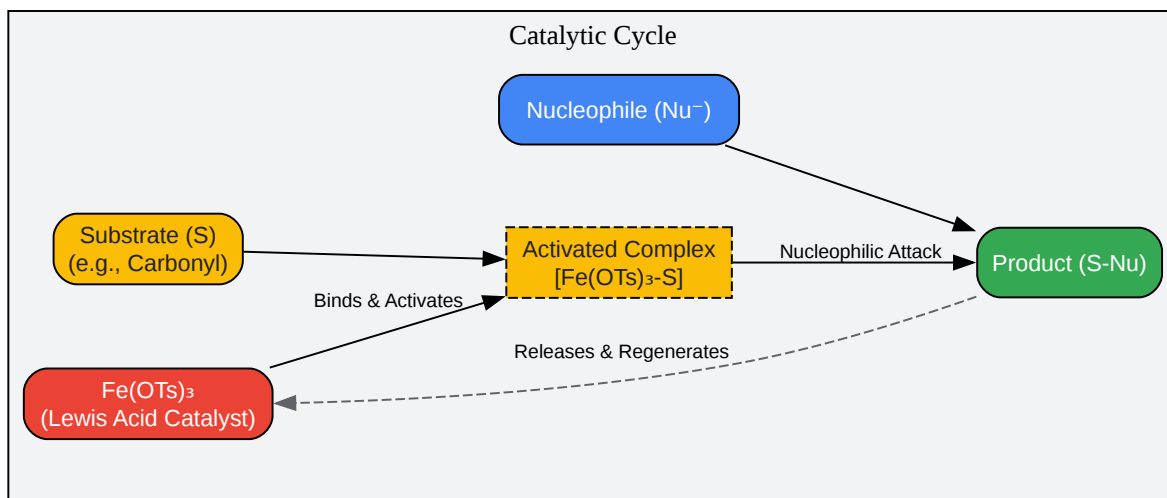 Catalytic Cycle
Nucleophile (Nu⁻)
Substrate (S)
(e.g., Carbonyl)
Activated Complex
[Fe(OTs)₃-S]
Nucleophilic Attack
Product (S-Nu)
Binds & Activates
Releases & Regenerates
Fe(OTs)₃
(Lewis Acid Catalyst)